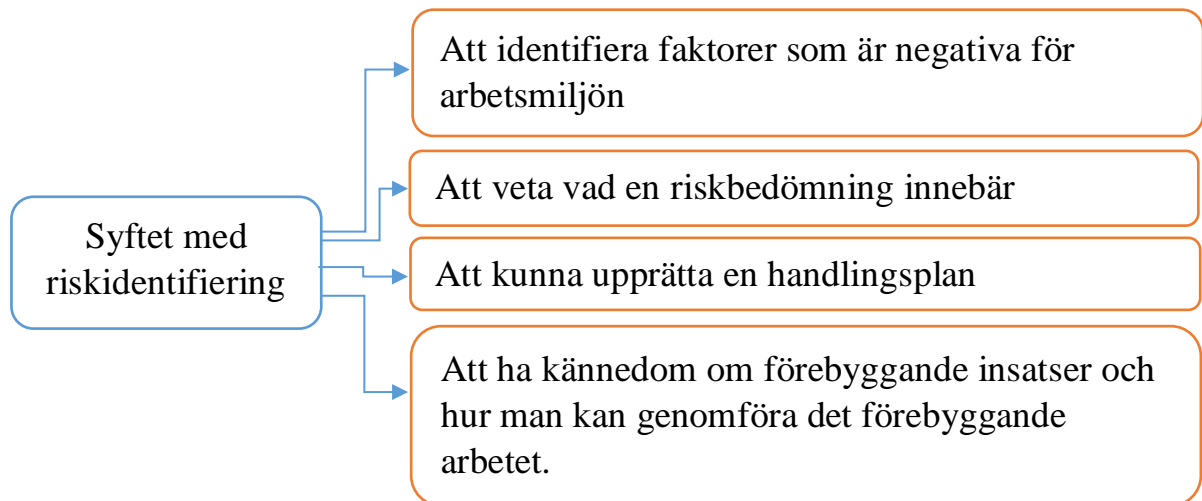 Syftet med
riskidentifiering
Att identifiera faktorer som är negativa för
arbetsmiljön
Att veta vad en riskbedömning innebär
Att kunna upprätta en handlingsplan
Att ha kännedom om förebyggande insatser och
hur man kan genomföra det förebyggande
arbetet.